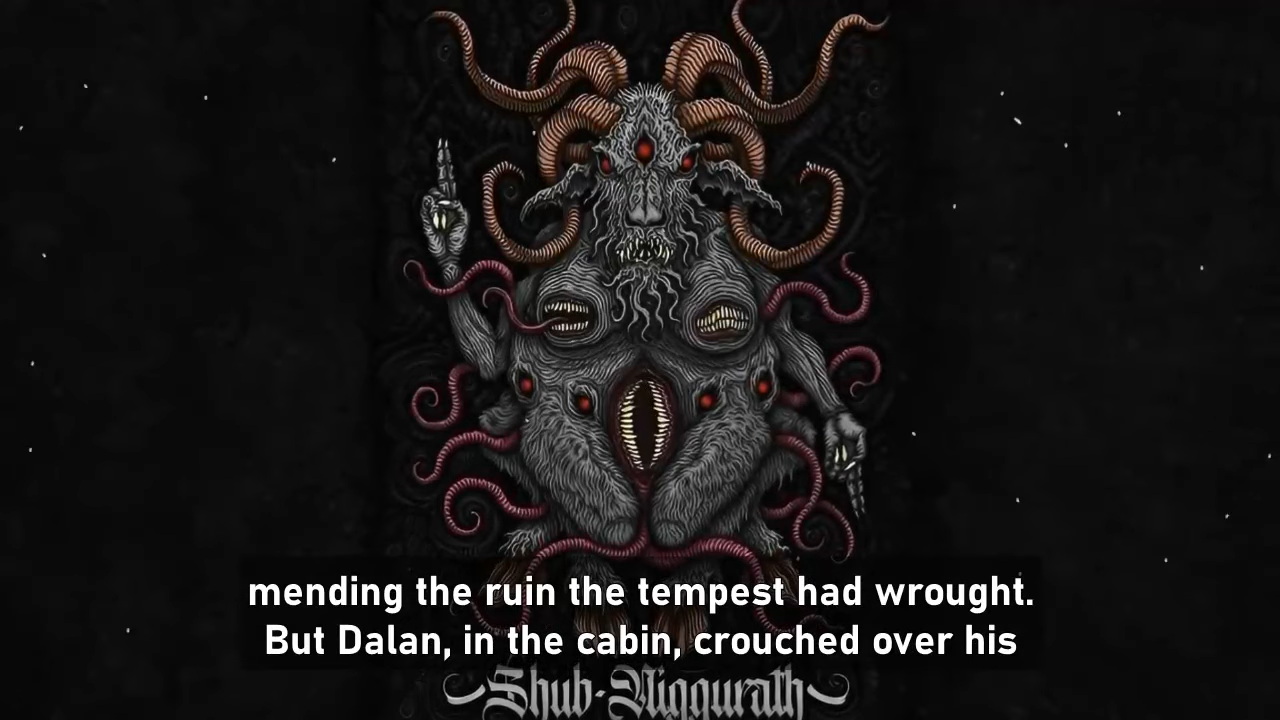 mending the ruin the tempest had wrought.
But Dalan, in the cabin, crouched over his
Shub-Niggurath